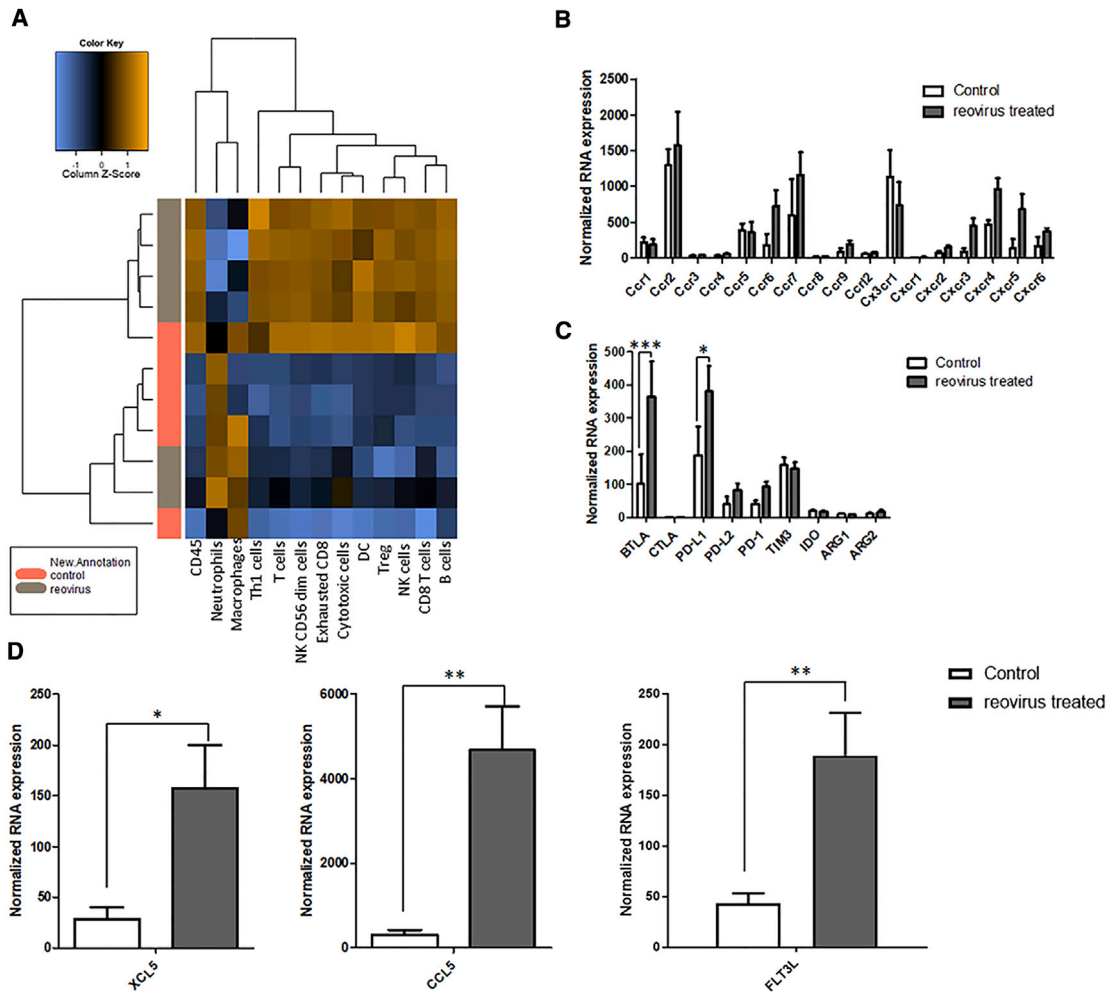 A
Color Key
-1 0 1
Column Z-Score
CD45
Neutrophils
Macrophages
Th1 cells
T cells
NK CD56 dim cells
Exhausted CD8
Cytotoxic cells
DC
Treg
NK cells
CD8 T cells
B cells
New.Annotation
control
reovirus
B
Normalized RNA expression
2500
2000
1500
1000
500
0
Control
reovirus treated
Ccr1
Ccr2
Ccr3
Ccr4
Ccr5
Ccr6
Ccr7
Ccr8
Ccr9
Ccrl2
Cx3cr1
Cxcr1
Cxcr2
Cxcr3
Cxcr4
Cxcr5
Cxcr6
C
Normalized RNA expression
500
400
300
200
100
0
***
*
Control
reovirus treated
BTLA
CTLA
PD-L1
PD-L2
PD-1
TIM3
IDO
ARG1
ARG2
D
Normalized RNA expression
250
200
150
100
50
0
*
XCL5
Normalized RNA expression
6000
4000
2000
0
**
CCL5
Normalized RNA expression
250
200
150
100
50
0
**
FLT3L
Control
reovirus treated